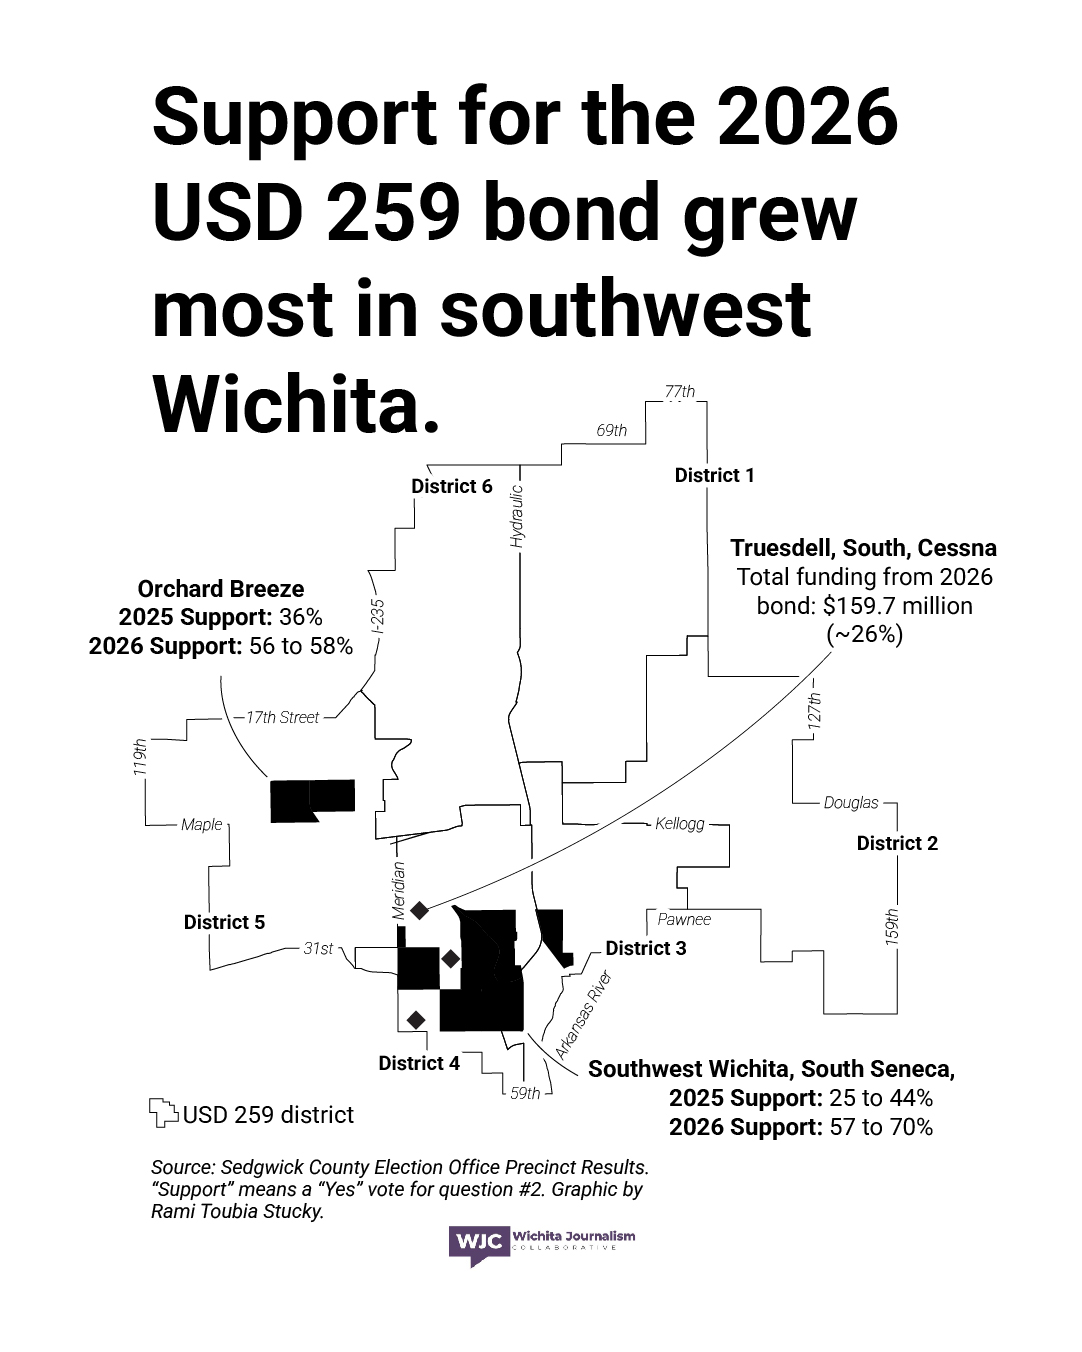 Support for the 2026
USD 259 bond grew
most in southwest
Wichita.
77th
69th
District 6
District 1
Hydraulic
Truesdell, South, Cessna
Total funding from 2026
bond: $159.7 million
(~26%)
Orchard Breeze
2025 Support: 36%
2026 Support: 56 to 58%
I-235
17th Street
127th
119th
Maple
Douglas
Kellogg
District 2
Meridian
District 5
Pawnee
159th
31st
District 3
Arkansas River
District 4
59th
Southwest Wichita, South Seneca,
2025 Support: 25 to 44%
2026 Support: 57 to 70%
USD 259 district
Source: Sedgwick County Election Office Precinct Results.
“Support” means a “Yes” vote for question #2. Graphic by
Rami Toubia Stucky.
WJC Wichita Journalism
COLLABORATIVE